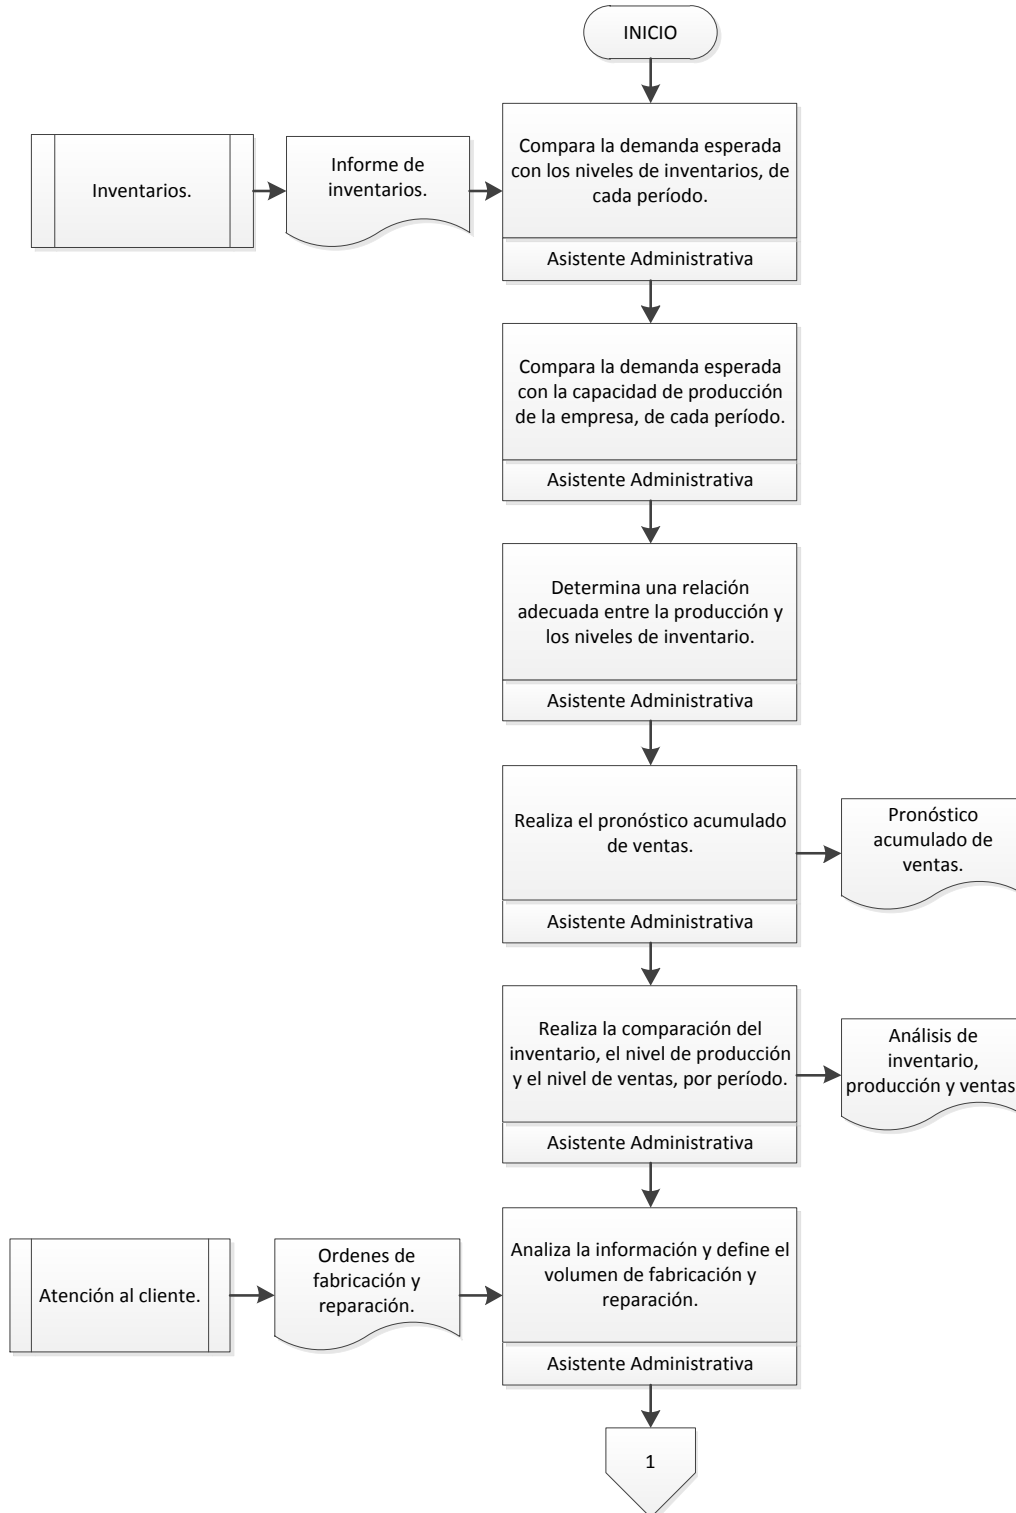 INICIO
Inventarios.
Informe de
inventarios.
Compara la demanda esperada
con los niveles de inventarios, de
cada período.
Asistente Administrativa
Compara la demanda esperada
con la capacidad de producción
de la empresa, de cada período.
Asistente Administrativa
Determina una relación
adecuada entre la producción y
los niveles de inventario.
Asistente Administrativa
Realiza el pronóstico acumulado
de ventas.
Asistente Administrativa
Pronóstico
acumulado de
ventas.
Realiza la comparación del
inventario, el nivel de producción
y el nivel de ventas, por período.
Asistente Administrativa
Análisis de
inventario,
producción y ventas
Atención al cliente.
Ordenes de
fabricación y
reparación.
Analiza la información y define el
volumen de fabricación y
reparación.
Asistente Administrativa
1